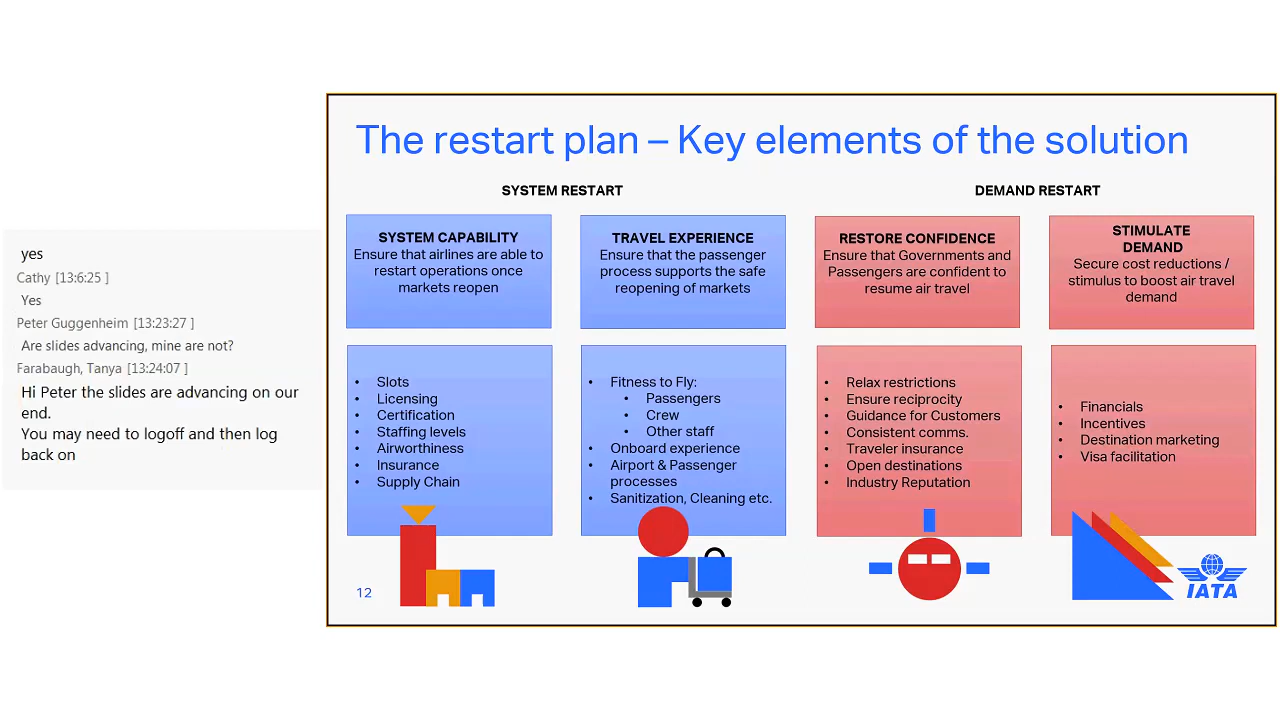 yes
Cathy [13:6:25 ]
Yes
Peter Guggenheim [13:23:27 ]
Are slides advancing, mine are not?
Farabaugh, Tanya [13:24:07 ]
Hi Peter the slides are advancing on our
end.
You may need to logoff and then log
back on
The restart plan – Key elements of the solution
SYSTEM RESTART
DEMAND RESTART
SYSTEM CAPABILITY
Ensure that airlines are able to
restart operations once
markets reopen
TRAVEL EXPERIENCE
Ensure that the passenger
process supports the safe
reopening of markets
RESTORE CONFIDENCE
Ensure that Governments and
Passengers are confident to
resume air travel
STIMULATE
DEMAND
Secure cost reductions /
stimulus to boost air travel
demand
• Slots
• Licensing
• Certification
• Staffing levels
• Airworthiness
• Insurance
• Supply Chain
• Fitness to Fly:
• Passengers
• Crew
• Other staff
• Onboard experience
• Airport & Passenger
processes
• Sanitization, Cleaning etc.
• Relax restrictions
• Ensure reciprocity
• Guidance for Customers
• Consistent comms.
• Traveler insurance
• Open destinations
• Industry Reputation
• Financials
• Incentives
• Destination marketing
• Visa facilitation
12
IATA